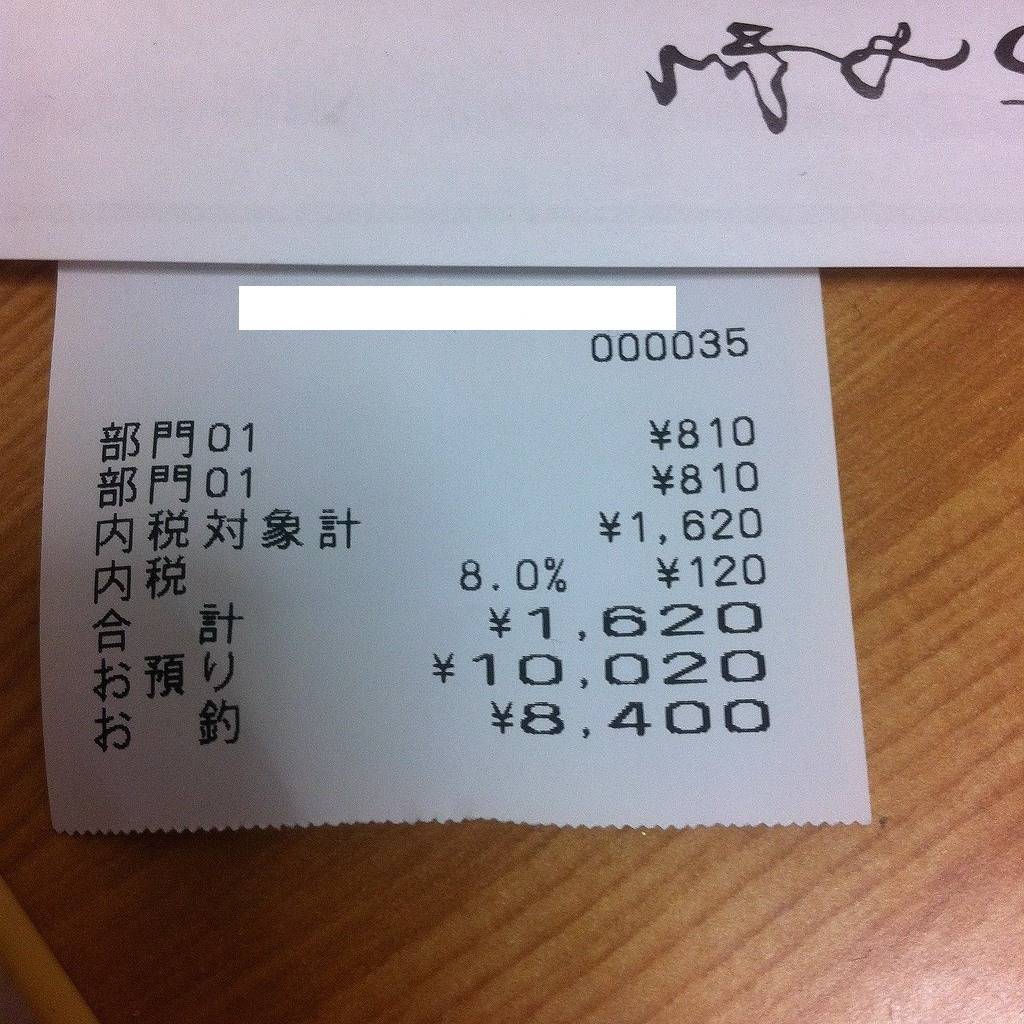 000035
部門01 ¥810
部門01 ¥810
内税対象計 ¥1,620
内税 8.0% ¥120
合計 ¥1,620
お預り ¥10,020
お釣 ¥8,400